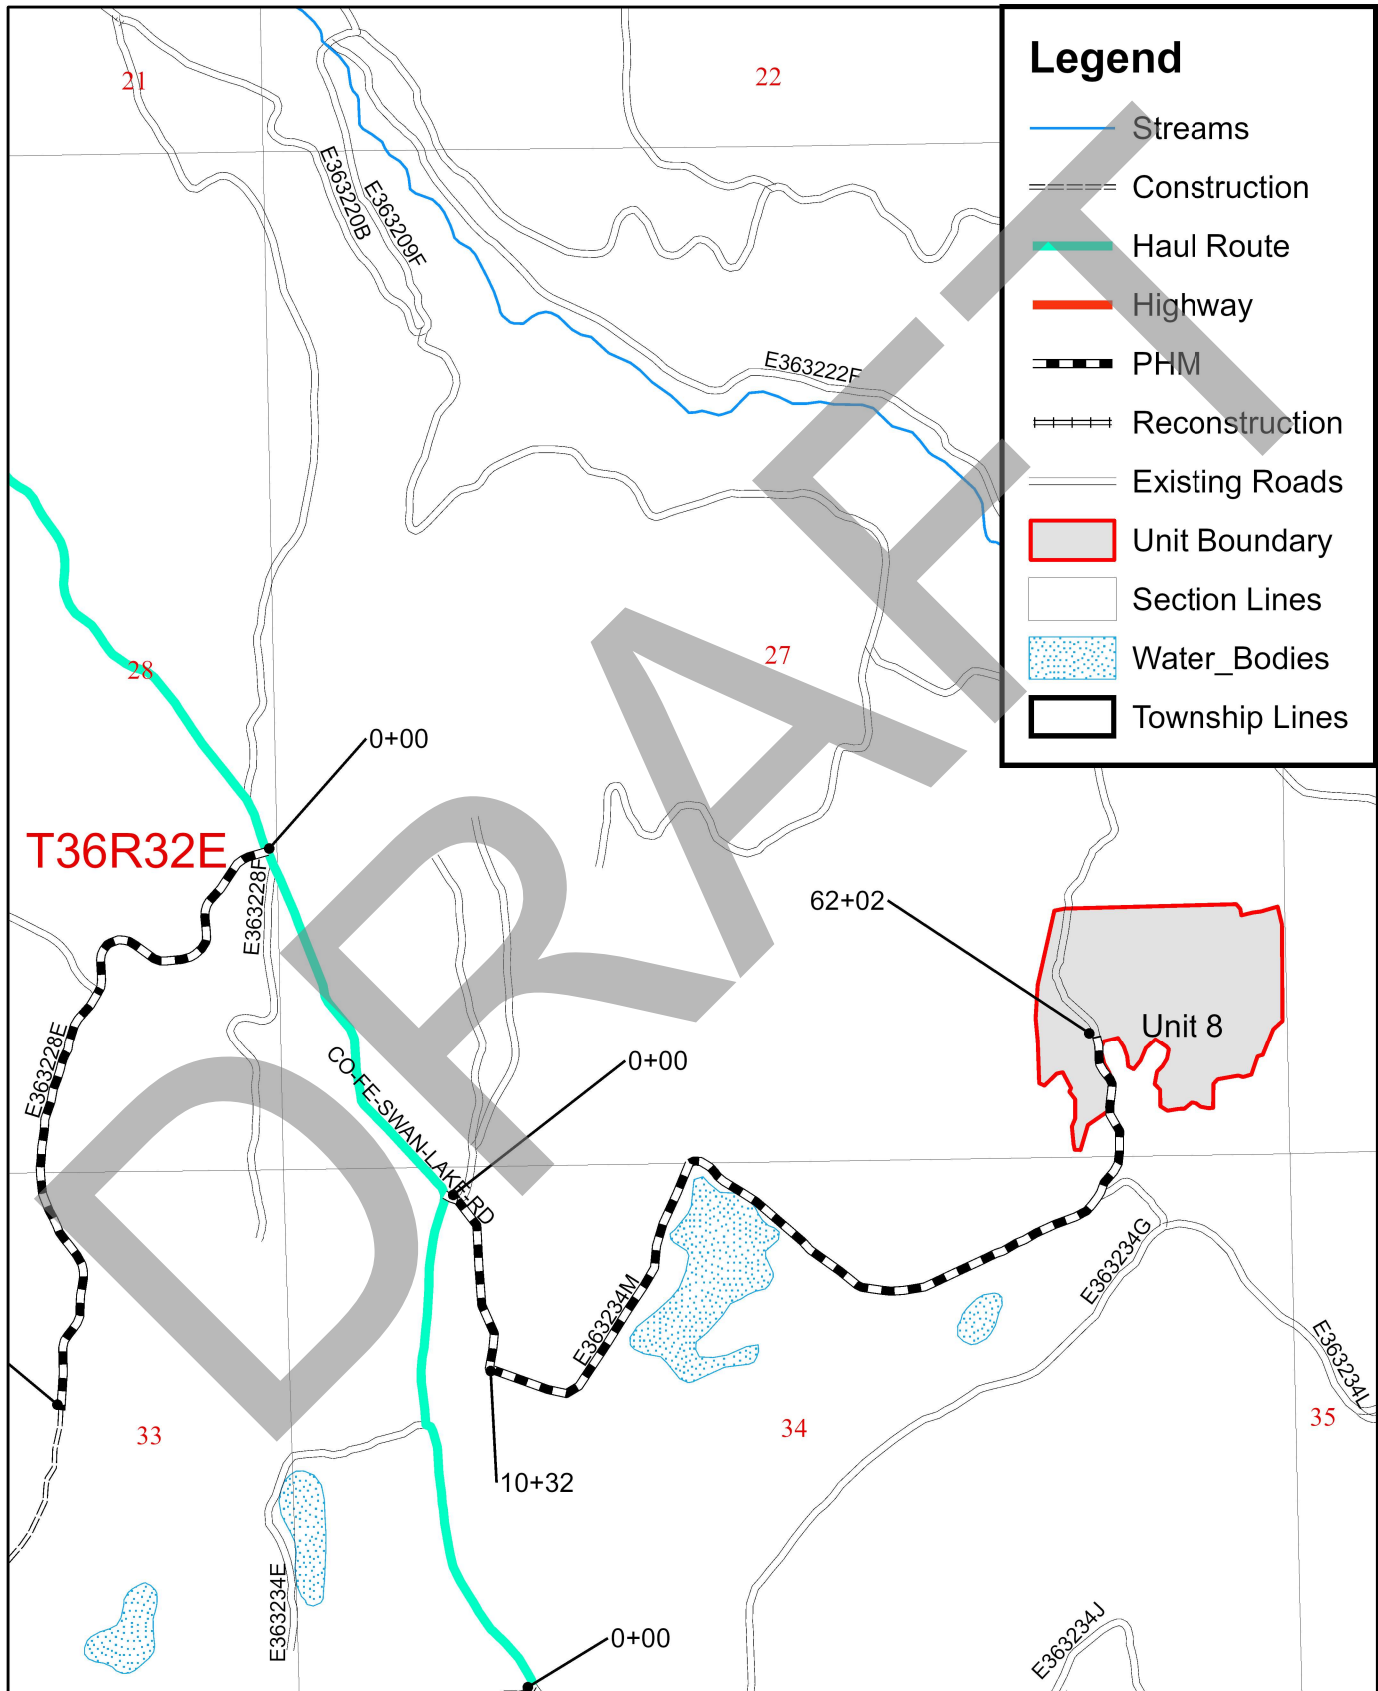 Legend
Streams
Construction
Haul Route
Highway
PHM
Reconstruction
Existing Roads
Unit Boundary
Section Lines
Water_Bodies
Township Lines
21
22
E363220B
E363209F
E363222F
28
27
0+00
T36R32E
E363228F
62+02
Unit 8
E363228E
CO-FE-SWAN-LAKE-RD
0+00
E363234M
E363234G
E363234L
33
34
35
10+32
E363234E
0+00
E363234J
DRAFT